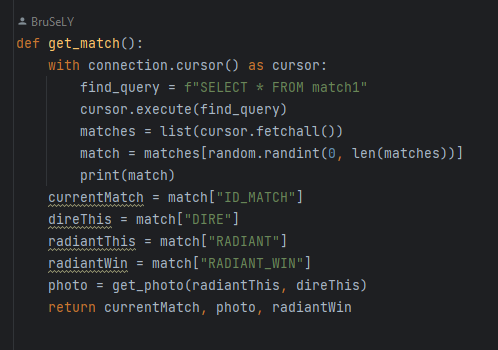 BruSeLY
def get_match():
    with connection.cursor() as cursor:
        find_query = f"SELECT * FROM match1"
        cursor.execute(find_query)
        matches = list(cursor.fetchall())
        match = matches[random.randint(0, len(matches))]
        print(match)
    currentMatch = match["ID_MATCH"]
    direThis = match["DIRE"]
    radiantThis = match["RADIANT"]
    radiantWin = match["RADIANT_WIN"]
    photo = get_photo(radiantThis, direThis)
    return currentMatch, photo, radiantWin